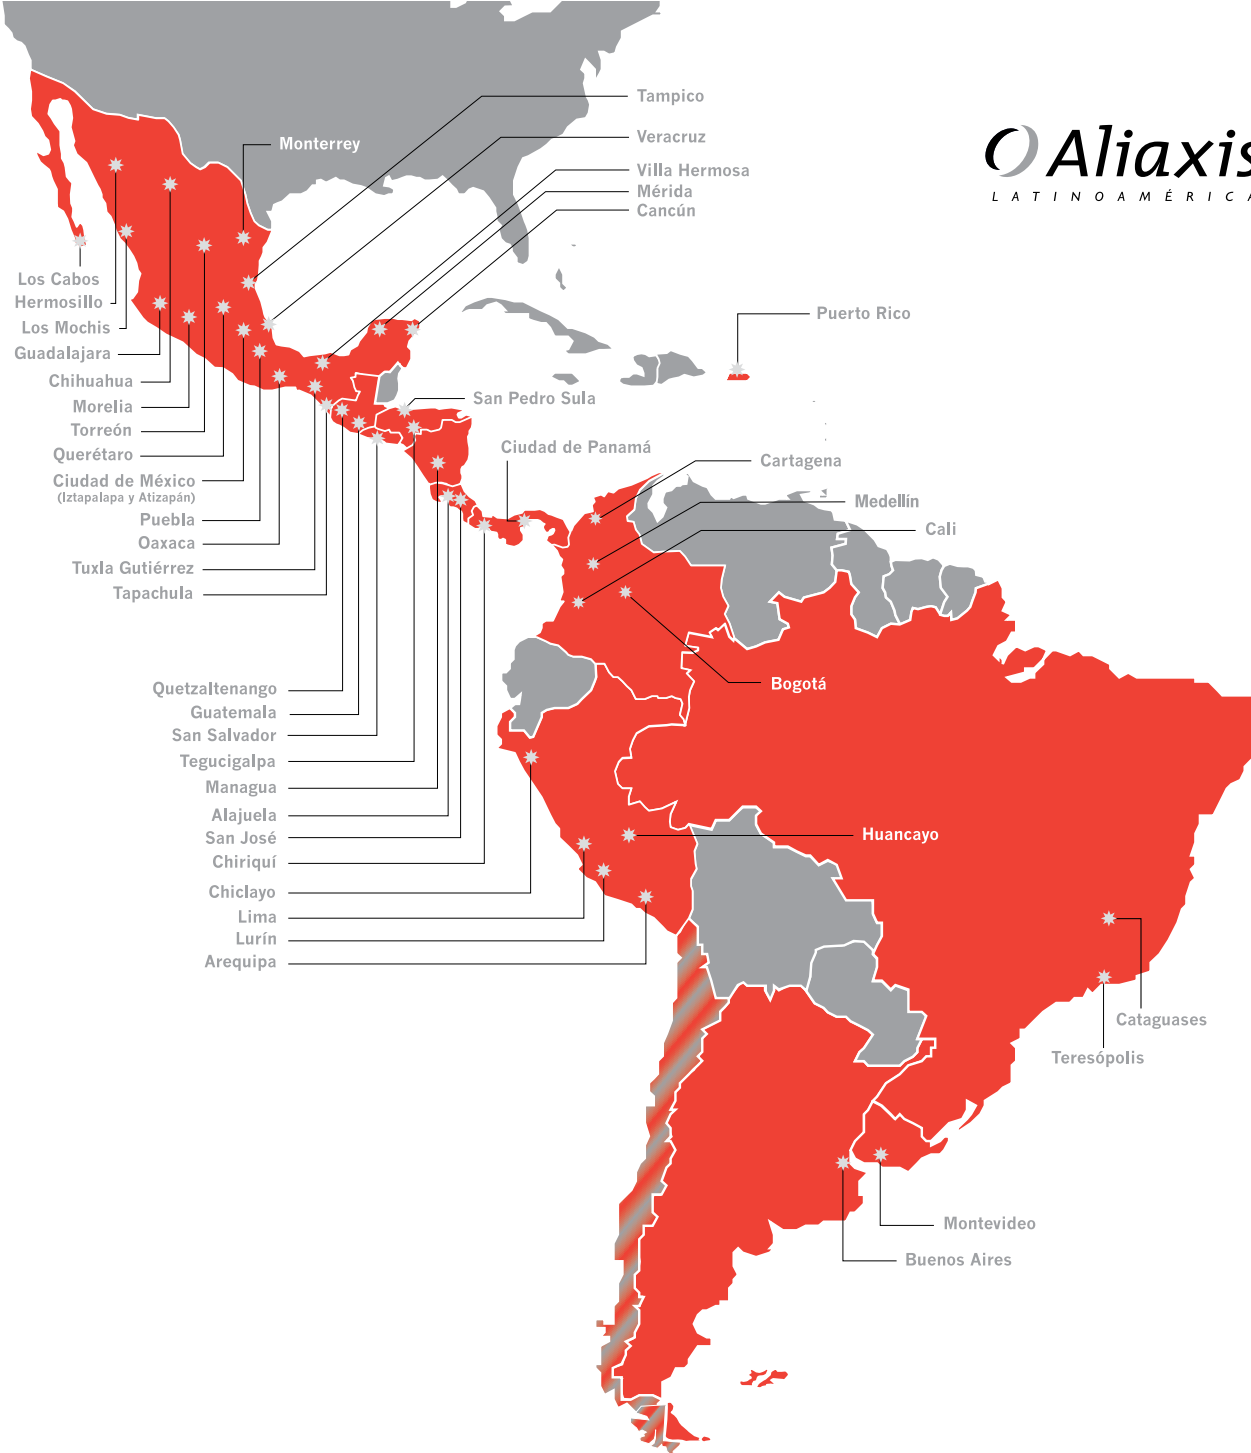 Tampico
Veracruz
Monterrey
Villa Hermosa
Mérida
Cancún
Aliaxis
LATINOAMÉRICA
Los Cabos
Hermosillo
Los Mochis
Guadalajara
Chihuahua
Morelia
Torreón
Querétaro
Ciudad de México
(Iztapalapa y Atizapán)
Puebla
Oaxaca
Tuxla Gutiérrez
Tapachula
Puerto Rico
San Pedro Sula
Ciudad de Panamá
Cartagena
Medellín
Cali
Bogotá
Quetzaltenango
Guatemala
San Salvador
Tegucigalpa
Managua
Alajuela
San José
Chiriquí
Chiclayo
Lima
Lurín
Arequipa
Huancayo
Cataguases
Teresópolis
Montevideo
Buenos Aires